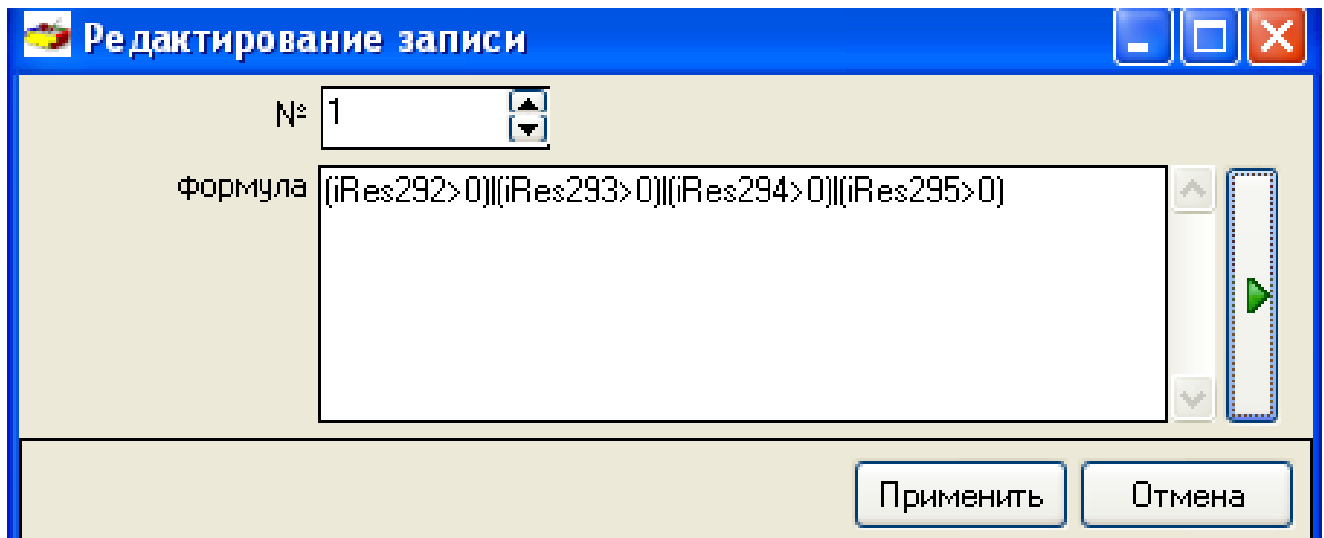 Редактирование записи
№ 1
Формула (iRes292>0)|(iRes293>0)|(iRes294>0)|(iRes295>0)
Применить Отмена